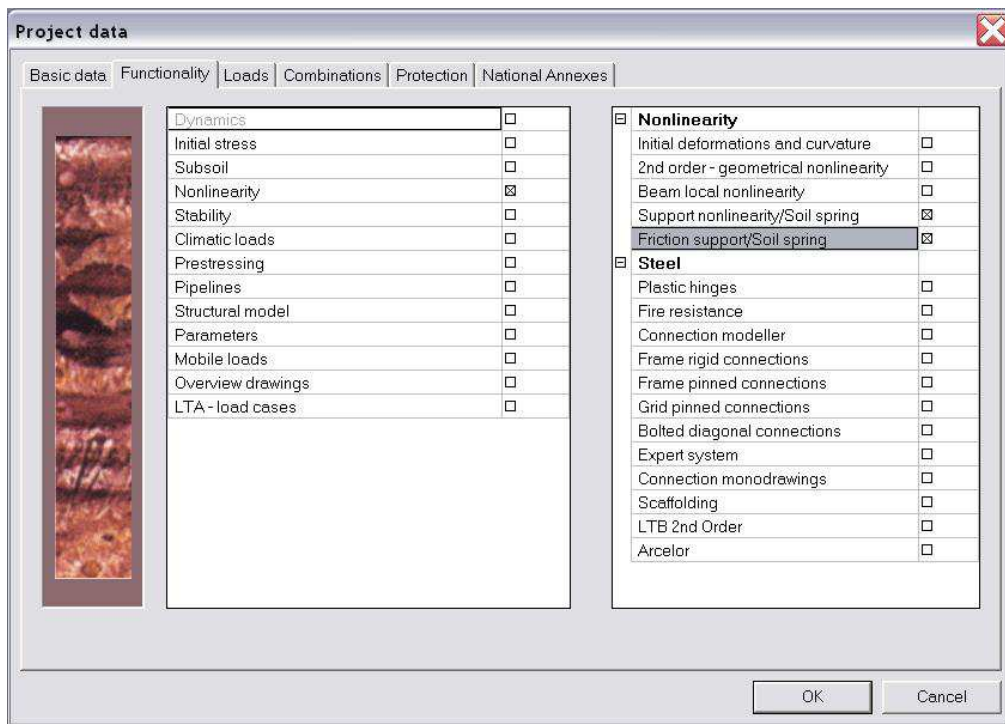 Project data
Basic data Functionality Loads Combinations Protection National Annexes
Dynamics
Initial stress
Subsoil
Nonlinearity
Stability
Climatic loads
Prestressing
Pipelines
Structural model
Parameters
Mobile loads
Overview drawings
LTA - load cases
Nonlinearity
Initial deformations and curvature
2nd order - geometrical nonlinearity
Beam local nonlinearity
Support nonlinearity/Soil spring
Friction support/Soil spring
Steel
Plastic hinges
Fire resistance
Connection modeller
Frame rigid connections
Frame pinned connections
Grid pinned connections
Bolted diagonal connections
Expert system
Connection monodrawings
Scaffolding
LTB 2nd Order
Arcelor
OK Cancel